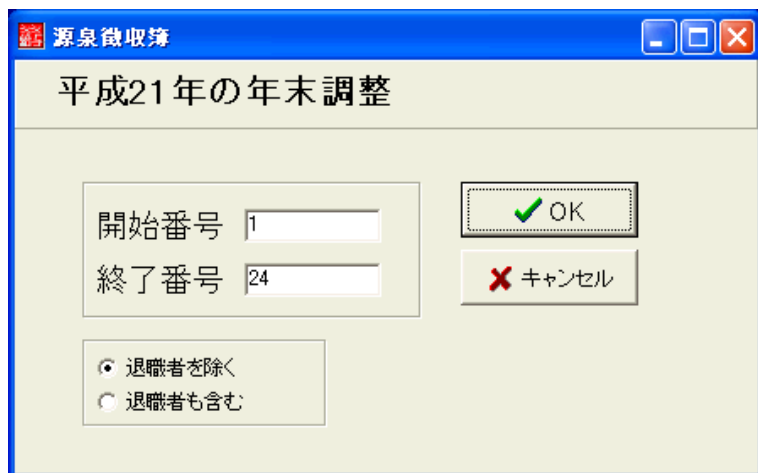 源泉徴収簿
平成21年の年末調整
開始番号 1
終了番号 24
OK
キャンセル
退職者を除く
退職者も含む